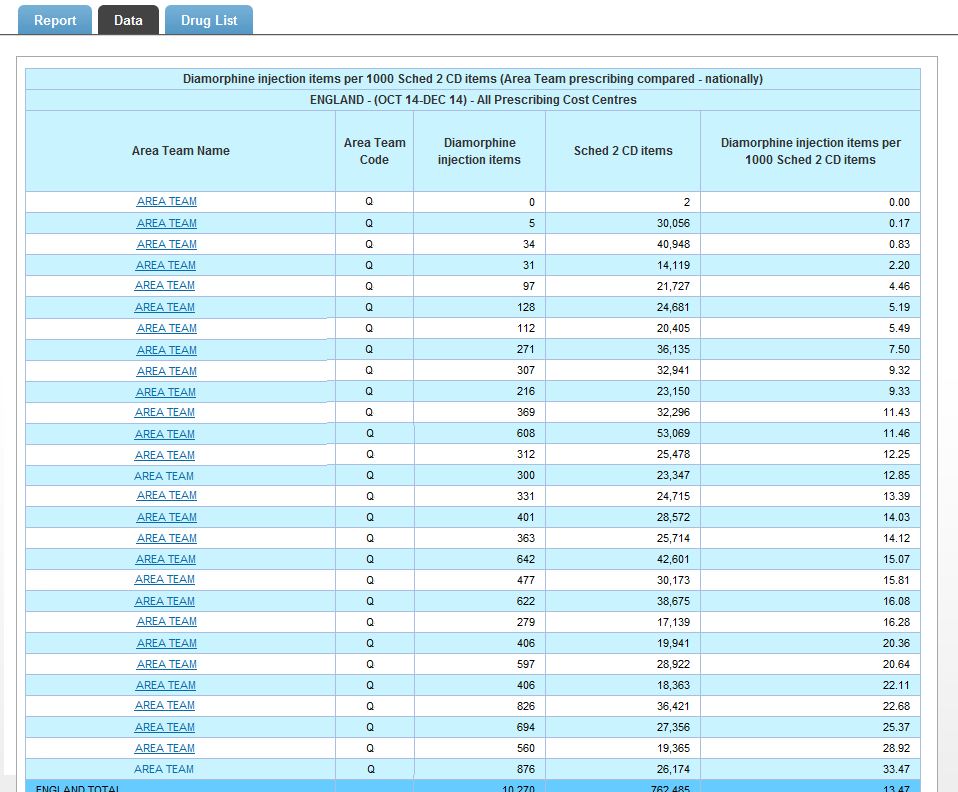 Report Data Drug List
Diamorphine injection items per 1000 Sched 2 CD items (Area Team prescribing compared - nationally)
ENGLAND - (OCT 14-DEC 14) - All Prescribing Cost Centres
Area Team Name Area Team Code Diamorphine injection items Sched 2 CD items Diamorphine injection items per 1000 Sched 2 CD items
AREA TEAM Q 0 2 0.00
AREA TEAM Q 5 30,056 0.17
AREA TEAM Q 34 40,948 0.83
AREA TEAM Q 31 14,119 2.20
AREA TEAM Q 97 21,727 4.46
AREA TEAM Q 128 24,681 5.19
AREA TEAM Q 112 20,405 5.49
AREA TEAM Q 271 36,135 7.50
AREA TEAM Q 307 32,941 9.32
AREA TEAM Q 216 23,150 9.33
AREA TEAM Q 369 32,296 11.43
AREA TEAM Q 608 53,069 11.46
AREA TEAM Q 312 25,478 12.25
AREA TEAM Q 300 23,347 12.85
AREA TEAM Q 331 24,715 13.39
AREA TEAM Q 401 28,572 14.03
AREA TEAM Q 363 25,714 14.12
AREA TEAM Q 642 42,601 15.07
AREA TEAM Q 477 30,173 15.81
AREA TEAM Q 622 38,675 16.08
AREA TEAM Q 279 17,139 16.28
AREA TEAM Q 406 19,941 20.36
AREA TEAM Q 597 28,922 20.64
AREA TEAM Q 406 18,363 22.11
AREA TEAM Q 826 36,421 22.68
AREA TEAM Q 694 27,356 25.37
AREA TEAM Q 560 19,365 28.92
AREA TEAM Q 876 26,174 33.47
ENGLAND TOTAL 10,270 762,485 13.47